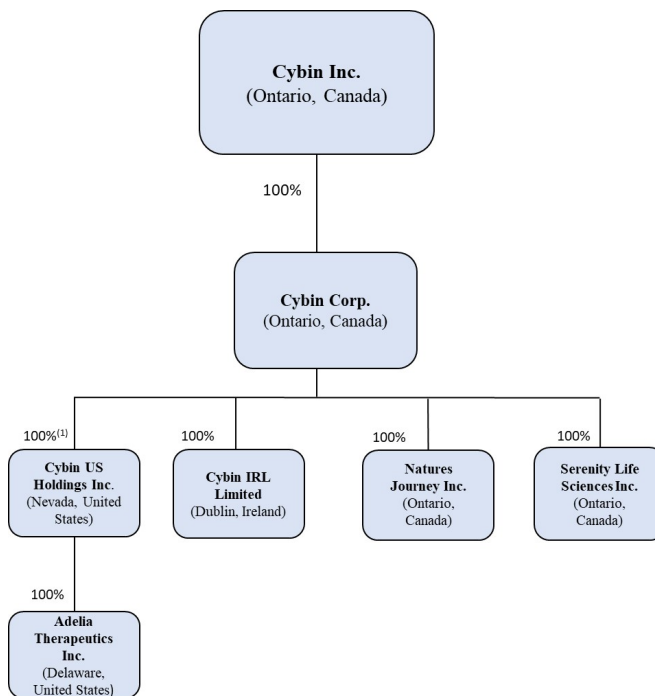 Cybin Inc.
(Ontario, Canada)
100%
Cybin Corp.
(Ontario, Canada)
100%(1)
Cybin US
Holdings Inc.
(Nevada, United
States)
100%
Cybin IRL
Limited
(Dublin, Ireland)
100%
Natures
Journey Inc.
(Ontario,
Canada)
100%
Serenity Life
Sciences Inc.
(Ontario,
Canada)
100%
Adelia
Therapeutics
Inc.
(Delaware,
United States)